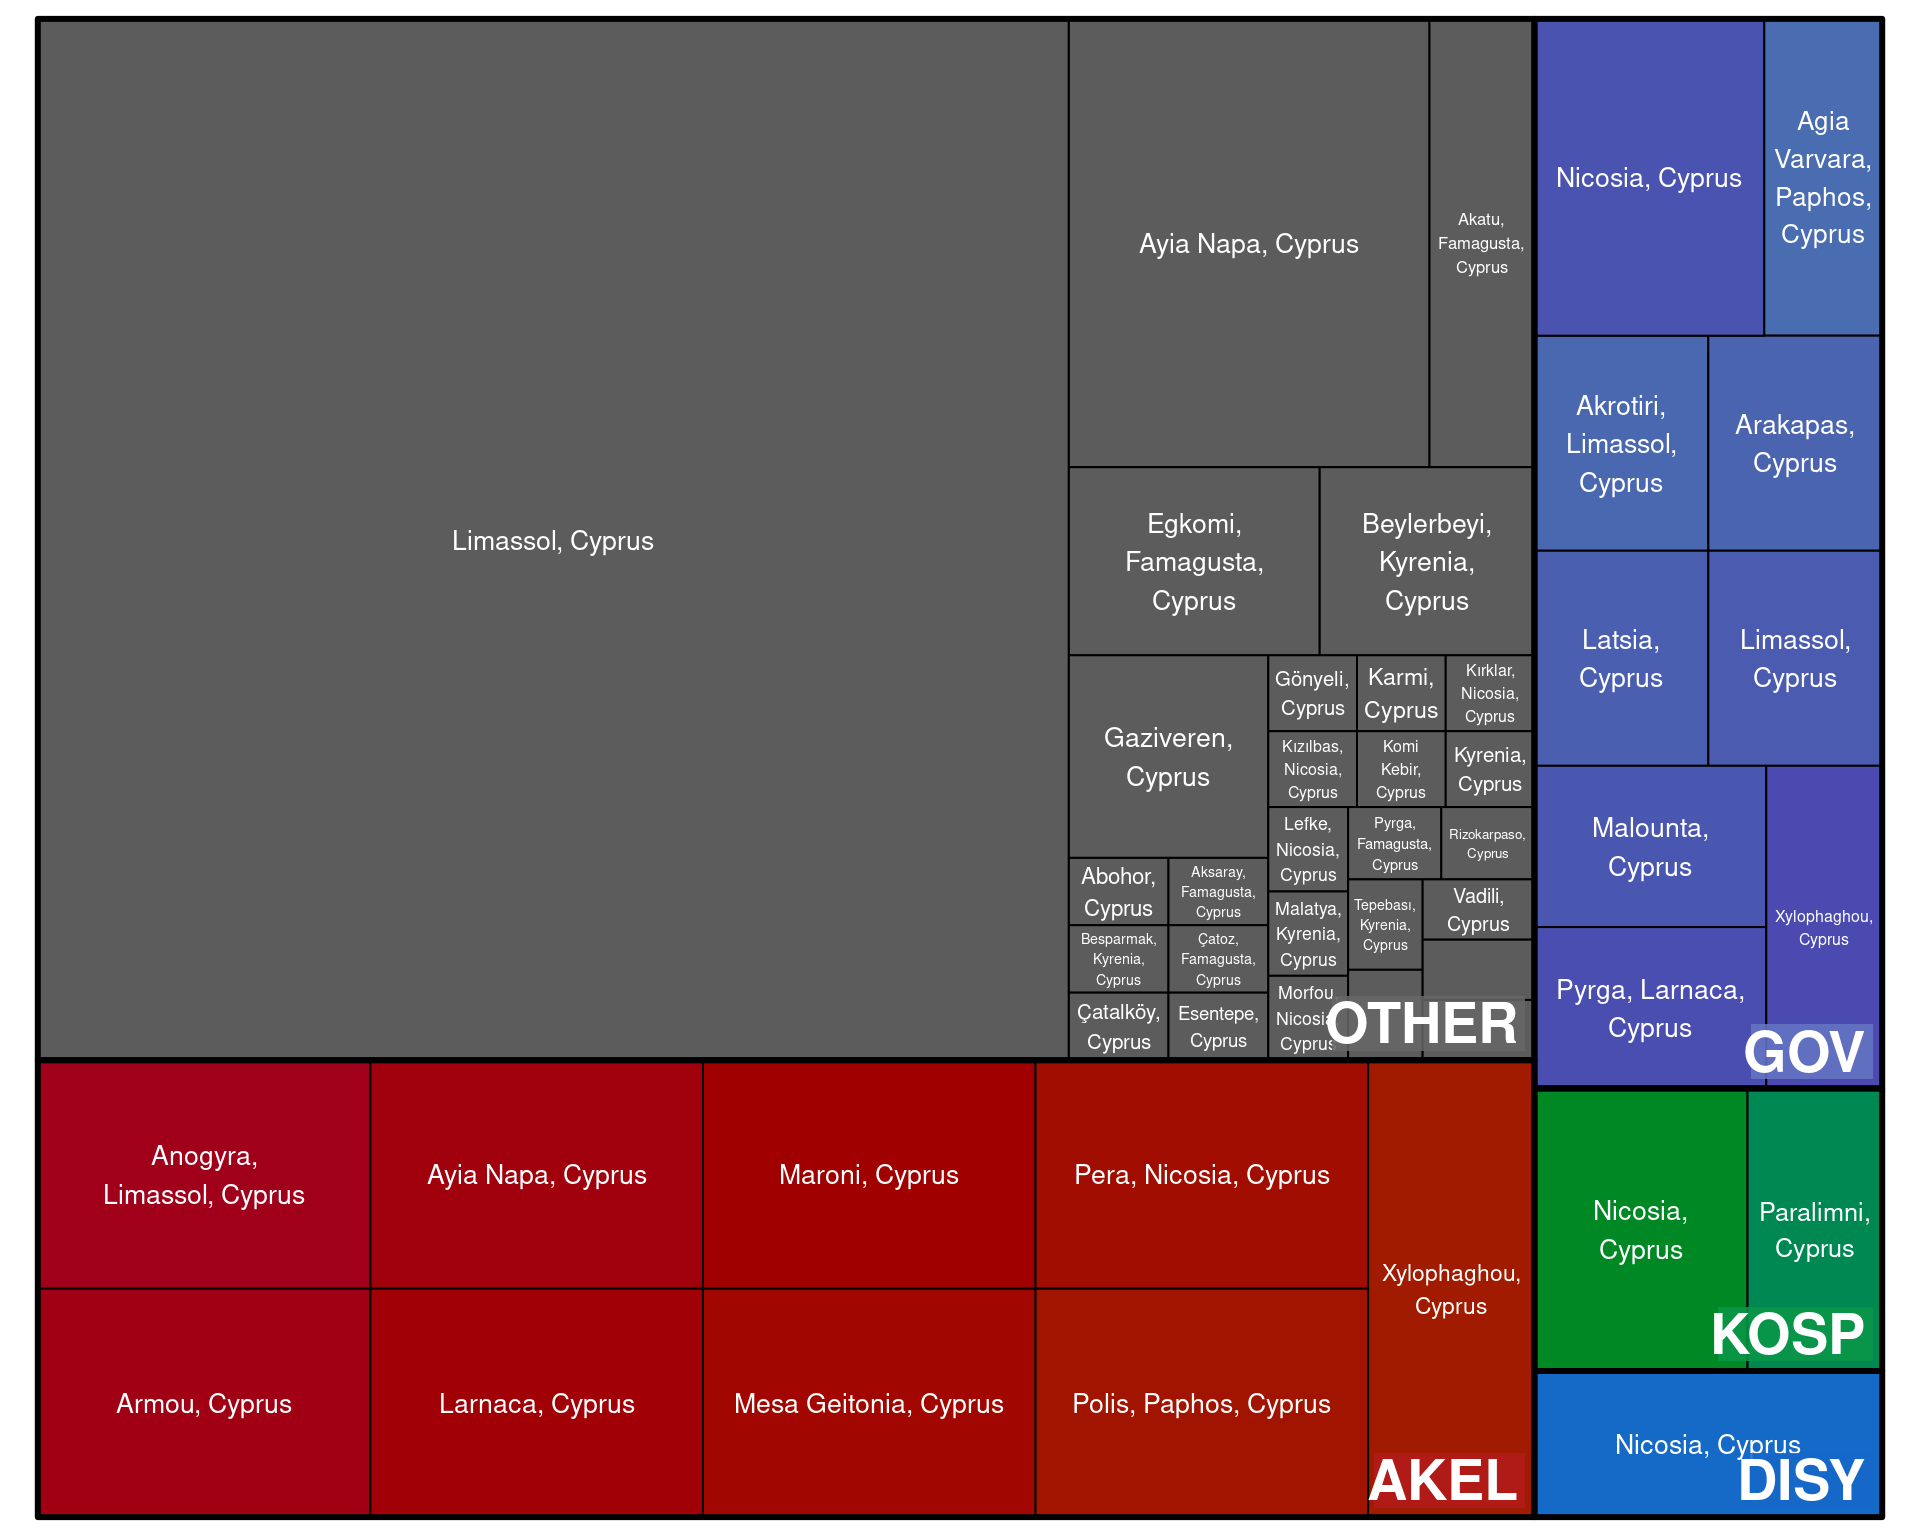 Limassol, Cyprus
Ayia Napa, Cyprus
Akatu,
Famagusta,
Cyprus
Egkomi,
Famagusta,
Cyprus
Beylerbeyi,
Kyrenia,
Cyprus
Gaziveren,
Cyprus
Gönyeli,
Cyprus
Karmi,
Cyprus
Kırklar,
Nicosia,
Cyprus
Kızılbas,
Nicosia,
Cyprus
Komi
Kebir,
Cyprus
Kyrenia,
Cyprus
Lefke,
Nicosia,
Cyprus
Pyrga,
Famagusta,
Cyprus
Rizokarpaso,
Cyprus
Abohor,
Cyprus
Aksaray,
Famagusta,
Cyprus
Malatya,
Kyrenia,
Cyprus
Tepebası,
Kyrenia,
Cyprus
Vadili,
Cyprus
Besparmak,
Kyrenia,
Cyprus
Çatoz,
Famagusta,
Cyprus
Çatalköy,
Cyprus
Esentepe,
Cyprus
Morfou,
Nicosia
Cyprus
OTHER
Nicosia, Cyprus
Agia
Varvara,
Paphos,
Cyprus
Akrotiri,
Limassol,
Cyprus
Arakapas,
Cyprus
Latsia,
Cyprus
Limassol,
Cyprus
Malounta,
Cyprus
Xylophaghou,
Cyprus
Pyrga, Larnaca,
Cyprus
GOV
Anogyra,
Limassol, Cyprus
Ayia Napa, Cyprus
Maroni, Cyprus
Pera, Nicosia, Cyprus
Xylophaghou,
Cyprus
Armou, Cyprus
Larnaca, Cyprus
Mesa Geitonia, Cyprus
Polis, Paphos, Cyprus
AKEL
Nicosia,
Cyprus
Paralimni,
Cyprus
KOSP
Nicosia, Cyprus
DISY